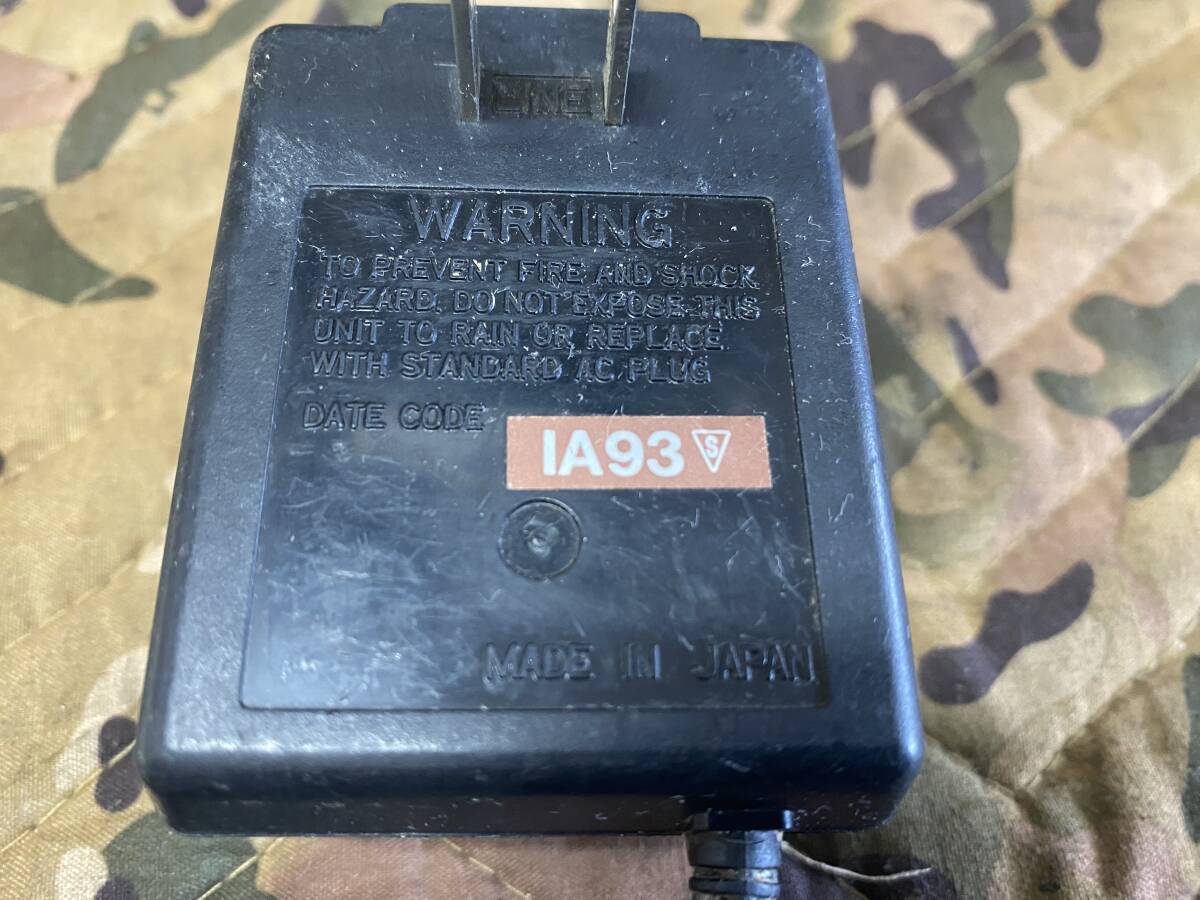 LINE
WARNING
TO PREVENT FIRE AND SHOCK
HAZARD, DO NOT EXPOSE THIS
UNIT TO RAIN OR REPLACE
WITH STANDARD AC PLUG
DATE CODE IA93 S
MADE IN JAPAN